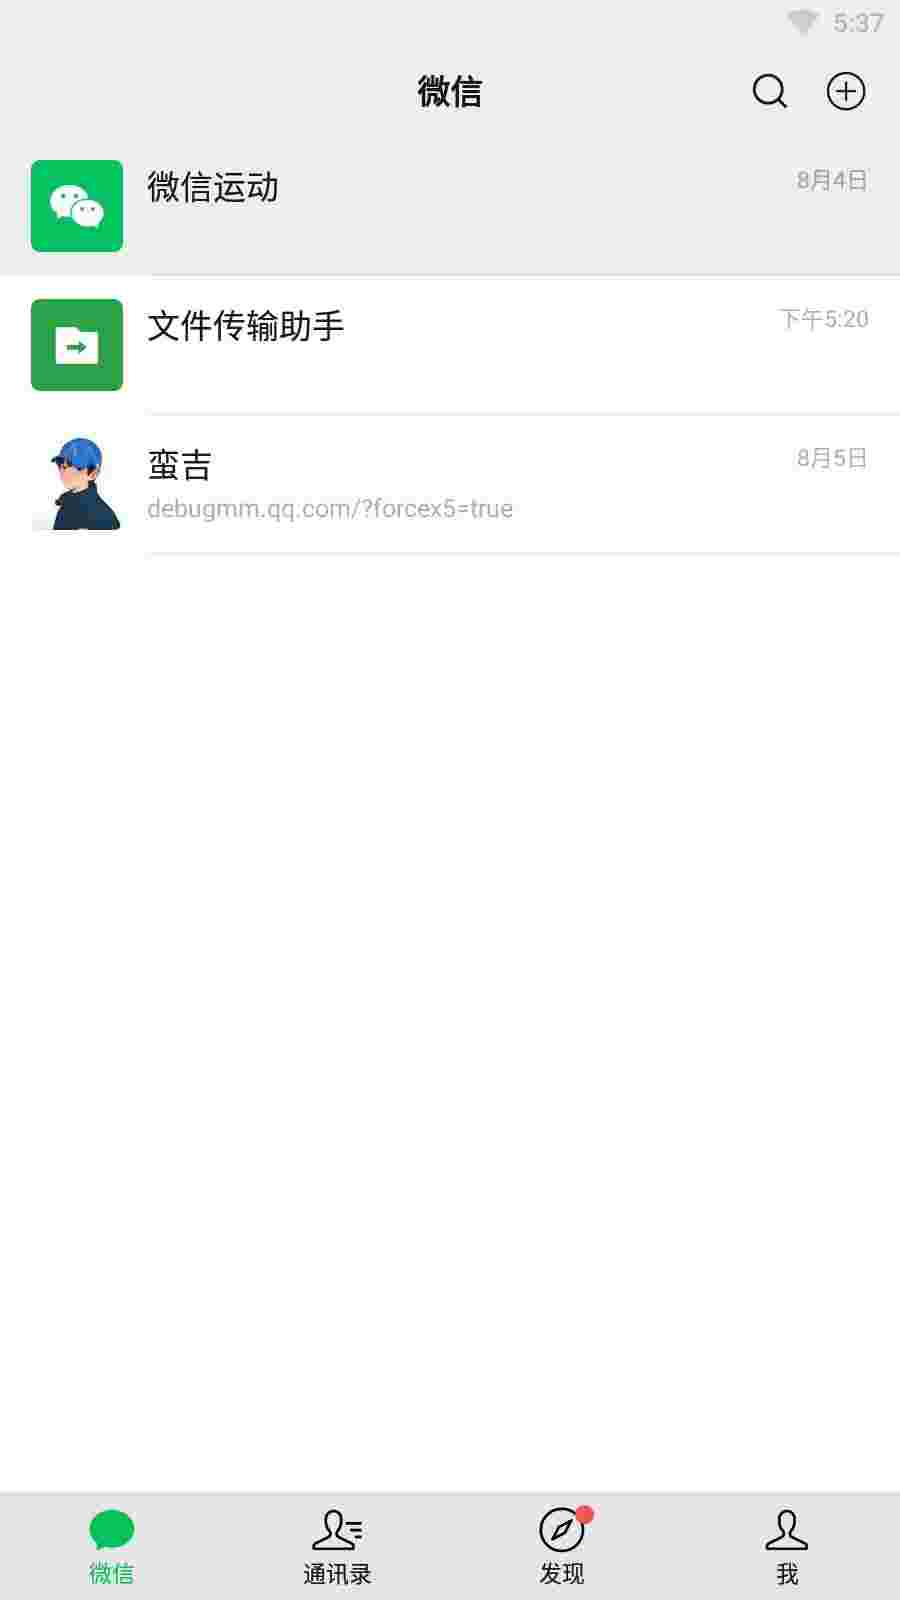 5:37
微信
微信运动
8月4日
文件传输助手
下午5:20
蛮吉
8月5日
debugmm.qq.com/?forcex5=true
微信
通讯录
发现
我